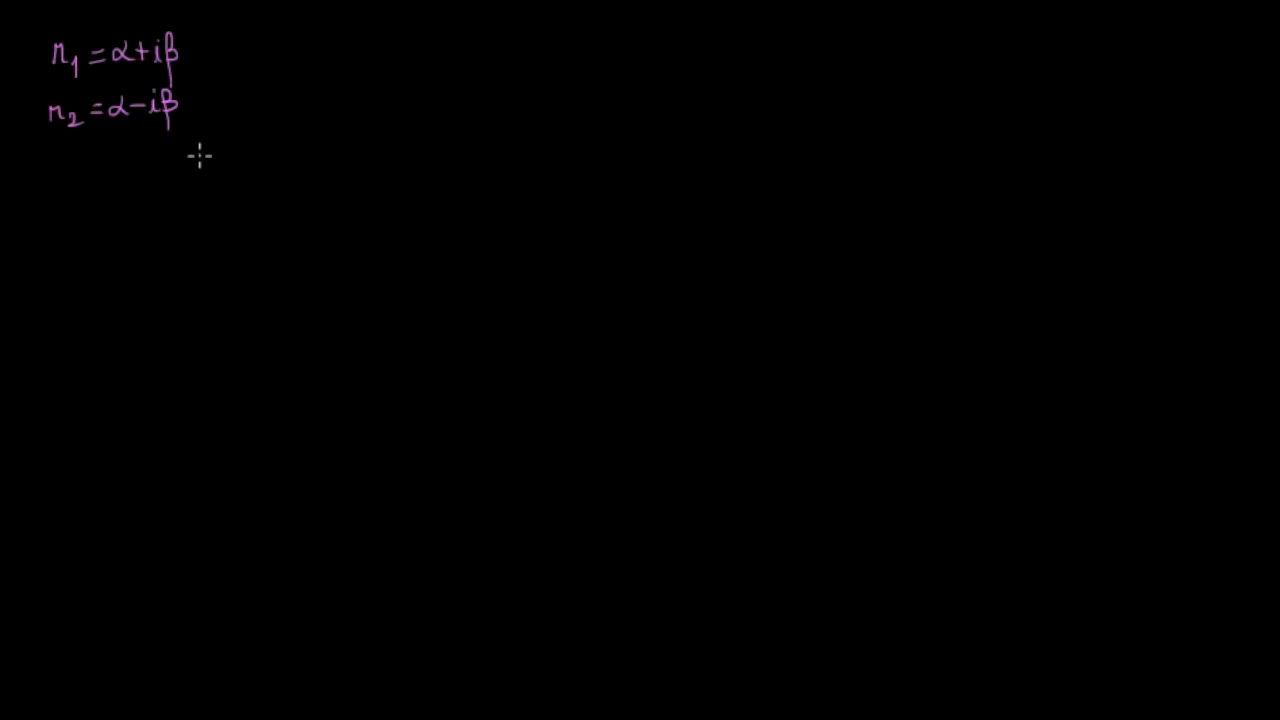 r₁ = α + iβ
r₂ = α − iβ